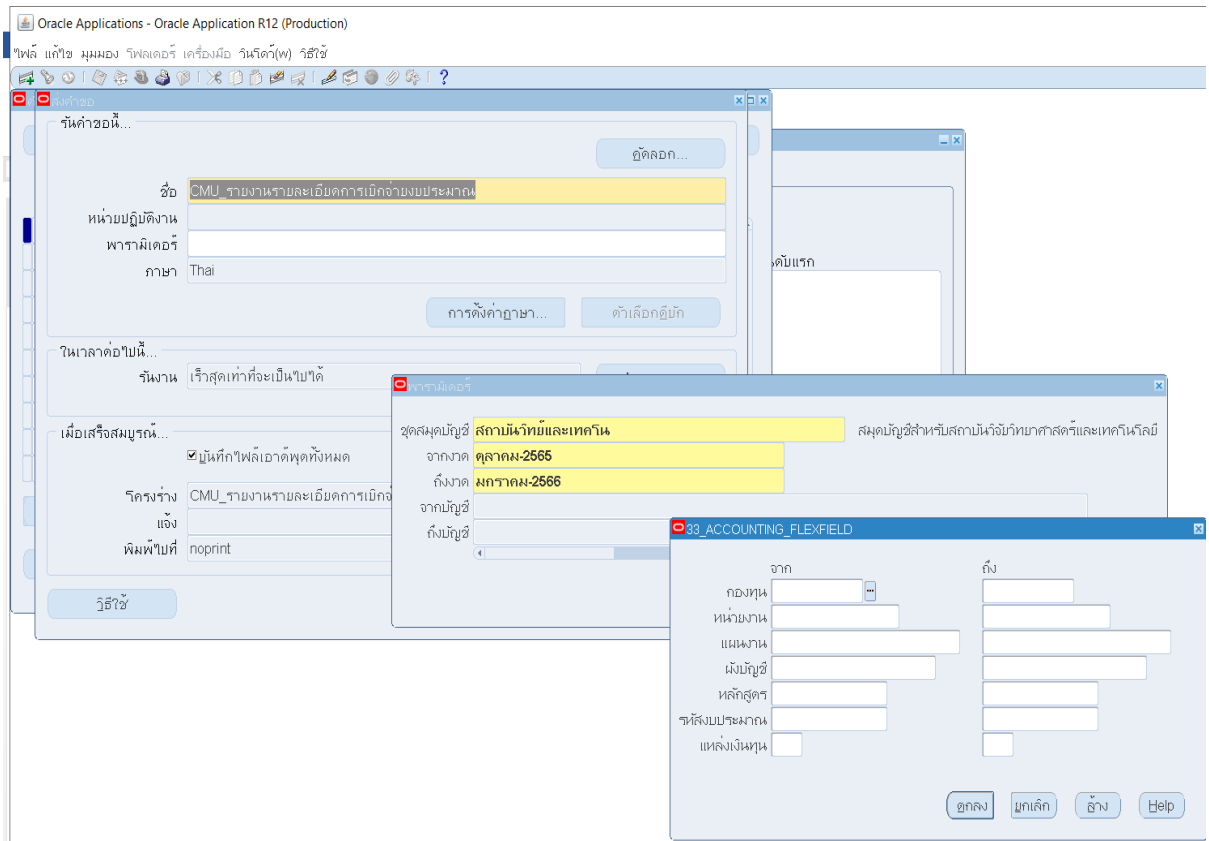 Oracle Applications - Oracle Application R12 (Production)
ไฟล์ แก้ไข มุมมอง โฟลเดอร์ เครื่องมือ วินโดว์(w) วิธีใช้
ส่งคำขอ
รันคำขอนี้...
คัดลอก...
ชื่อ CMU_รายงานรายละเอียดการเบิกจ่ายงบประมาณ
หน่วยปฏิบัติงาน
พารามิเตอร์
ภาษา Thai
การตั้งค่าภาษา...
ตัวเลือกดีบัก
ในเวลาต่อไปนี้...
รันงาน เร็วสุดเท่าที่จะเป็นไปได้
เมื่อเสร็จสมบูรณ์...
บันทึกไฟล์เอาต์พุตทั้งหมด
โครงร่าง CMU_รายงานรายละเอียดการเบิกจ
แจ้ง
พิมพ์ไปที่ noprint
วิธีใช้
พารามิเตอร์
ชุดสมุดบัญชี สถาบันวิทย์และเทคโน สมุดบัญชีสำหรับสถาบันวิจัยวิทยาศาสตร์และเทคโนโลยี
จากงวด ตุลาคม-2565
ถึงงวด มกราคม-2566
จากบัญชี
ถึงบัญชี
33_ACCOUNTING_FLEXFIELD
จาก ถึง
กองทุน
หน่วยงาน
แผนงาน
ผังบัญชี
หลักสูตร
รหัสงบประมาณ
แหล่งเงินทุน
ตกลง ยกเลิก ล้าง Help